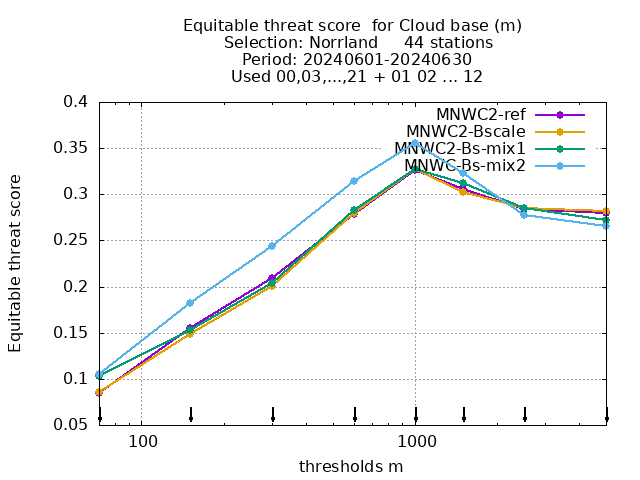 Equitable threat score  for Cloud base (m)
Selection: Norrland     44 stations
Period: 20240601-20240630
Used 00,03,...,21 + 01 02 ... 12
MNWC2-ref
MNWC2-Bscale
MNWC2-Bs-mix1
MNWC-Bs-mix2
Equitable threat score
0.4
0.35
0.3
0.25
0.2
0.15
0.1
0.05
100
1000
thresholds m